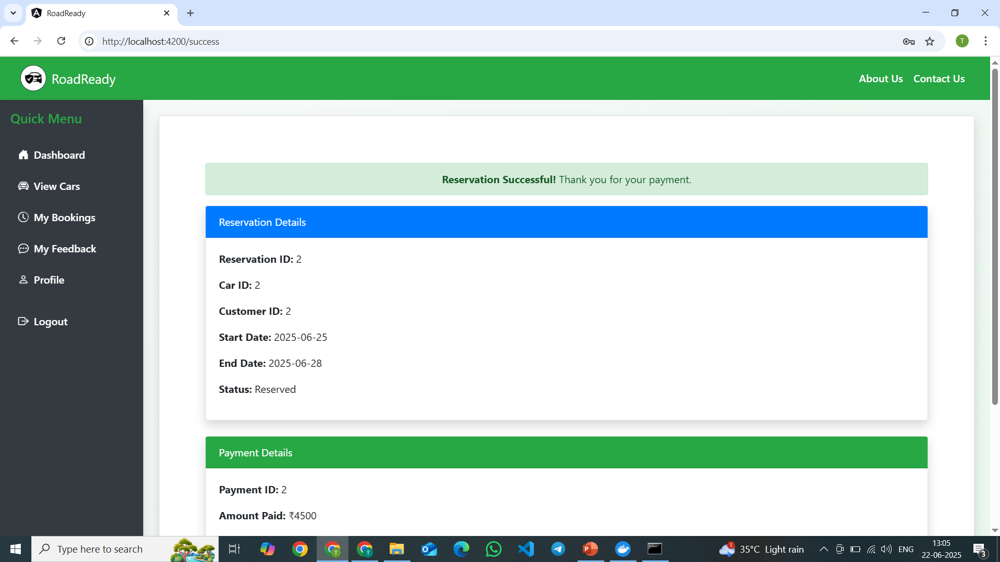 RoadReady
http://localhost:4200/success
T
RoadReady
About Us
Contact Us
Quick Menu
Dashboard
View Cars
My Bookings
My Feedback
Profile
Logout
Reservation Successful! Thank you for your payment.
Reservation Details
Reservation ID: 2
Car ID: 2
Customer ID: 2
Start Date: 2025-06-25
End Date: 2025-06-28
Status: Reserved
Payment Details
Payment ID: 2
Amount Paid: ₹4500
Type here to search
1
35°C Light rain
ENG
13:05
22-06-2025
3